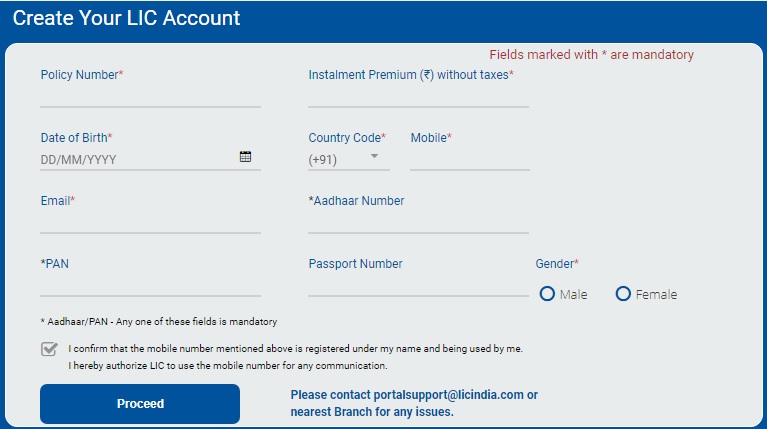 Create Your LIC Account
Fields marked with * are mandatory
Policy Number*
Instalment Premium (₹) without taxes*
Date of Birth*
Country Code*
Mobile*
DD/MM/YYYY
(+91)
Email*
*Aadhaar Number
*PAN
Passport Number
Gender*
Male
Female
* Aadhaar/PAN - Any one of these fields is mandatory
I confirm that the mobile number mentioned above is registered under my name and being used by me.
I hereby authorize LIC to use the mobile number for any communication.
Proceed
Please contact portalsupport@licindia.com or
nearest Branch for any issues.